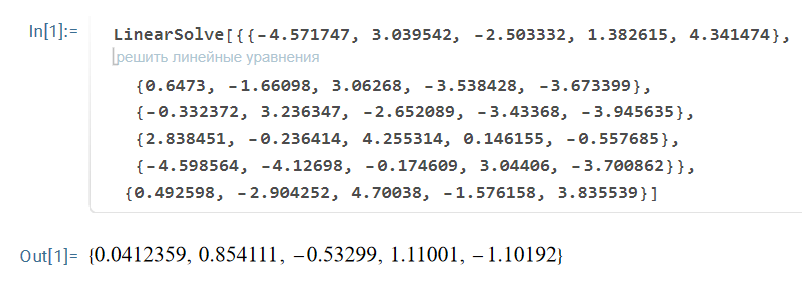 In[1]:= LinearSolve[{{-4.571747, 3.039542, -2.503332, 1.382615, 4.341474},
решить линейные уравнения
{0.6473, -1.66098, 3.06268, -3.538428, -3.673399},
{-0.332372, 3.236347, -2.652089, -3.43368, -3.945635},
{2.838451, -0.236414, 4.255314, 0.146155, -0.557685},
{-4.598564, -4.12698, -0.174609, 3.04406, -3.700862}},
{0.492598, -2.904252, 4.70038, -1.576158, 3.835539}]
Out[1]= {0.0412359, 0.854111, -0.53299, 1.11001, -1.10192}